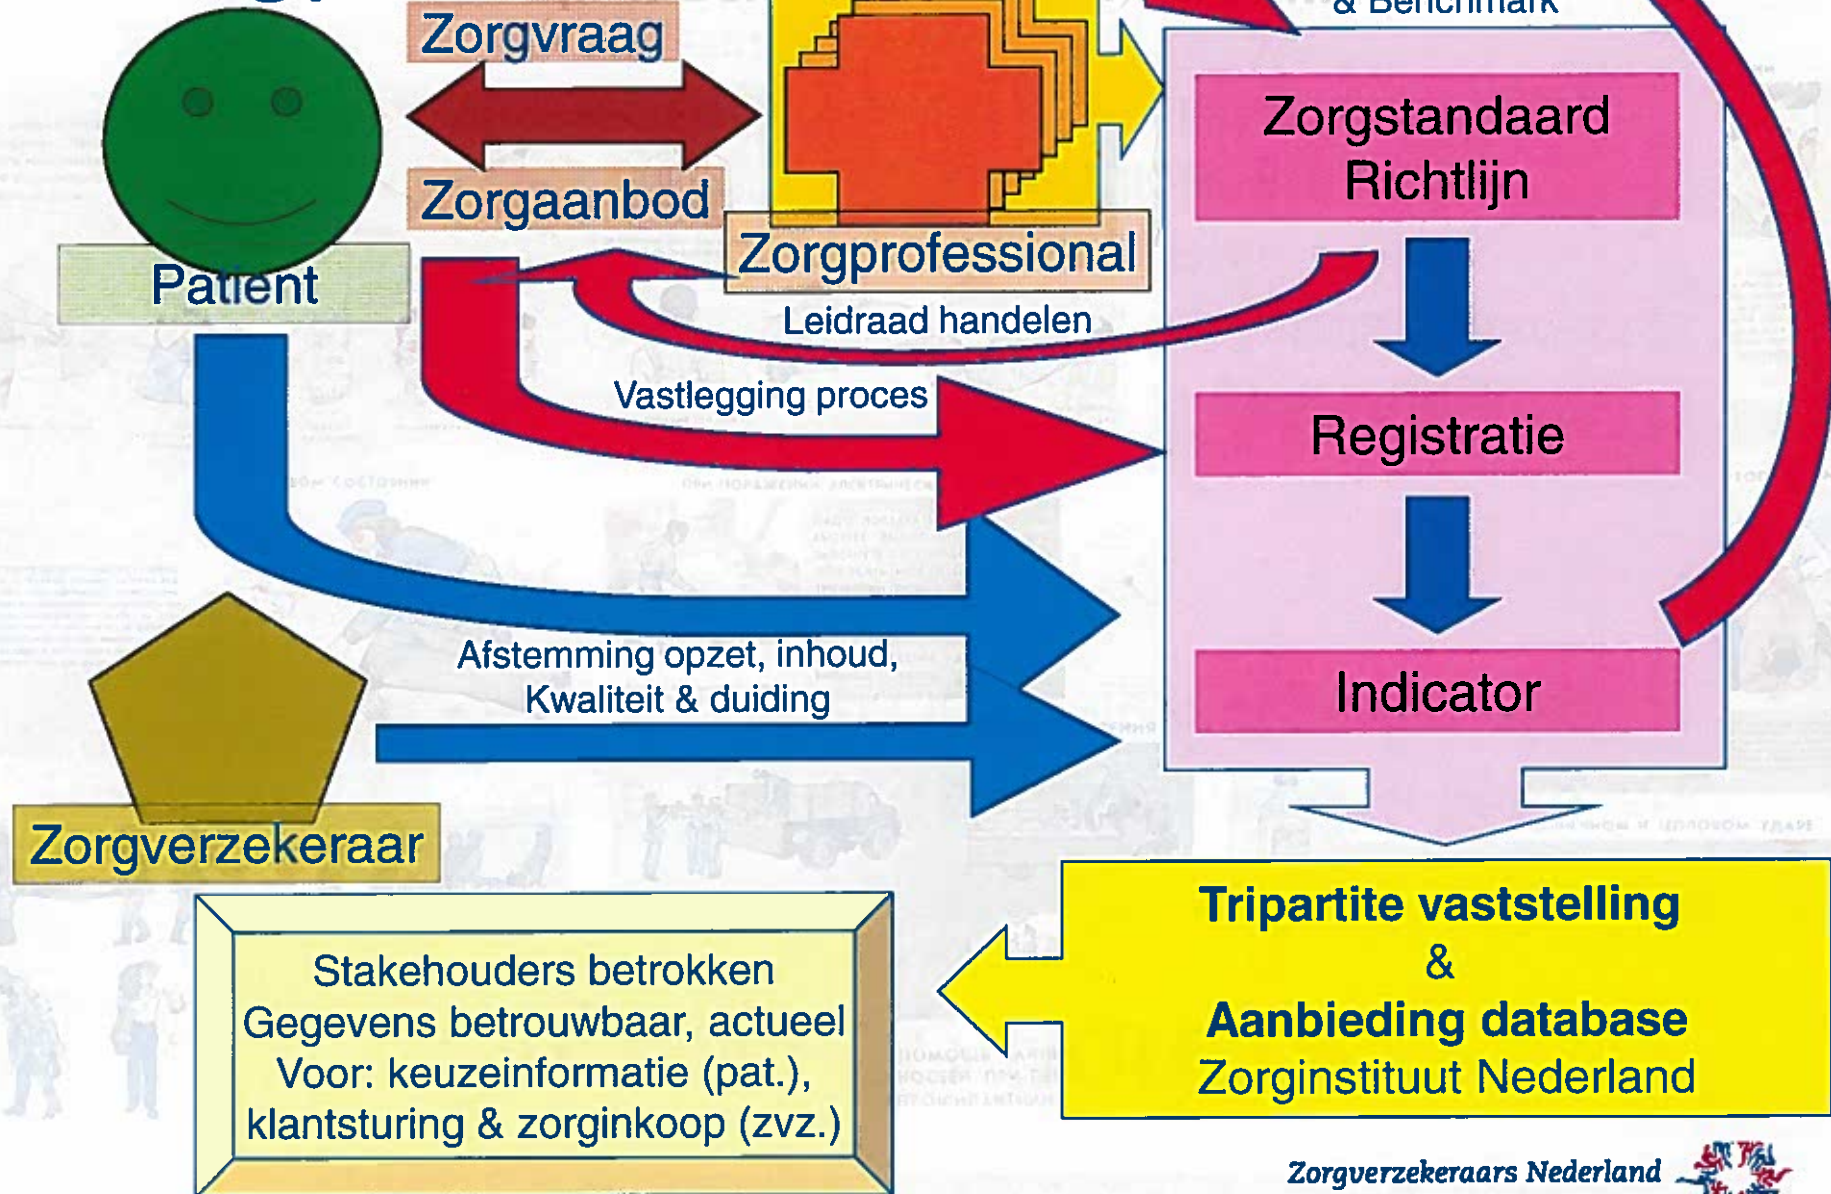 & Benchmark
Zorgvraag
Zorgaanbod
Patiënt
Zorgprofessional
Zorgstandaard
Richtlijn
Leidraad handelen
Vastlegging proces
Registratie
Afstemming opzet, inhoud,
Kwaliteit & duiding
Indicator
Zorgverzekeraar
Stakehouders betrokken
Gegevens betrouwbaar, actueel
Voor: keuzeinformatie (pat.),
klantsturing & zorginkoop (zvz.)
Tripartite vaststelling
&
Aanbieding database
Zorginstituut Nederland
Zorgverzekeraars Nederland